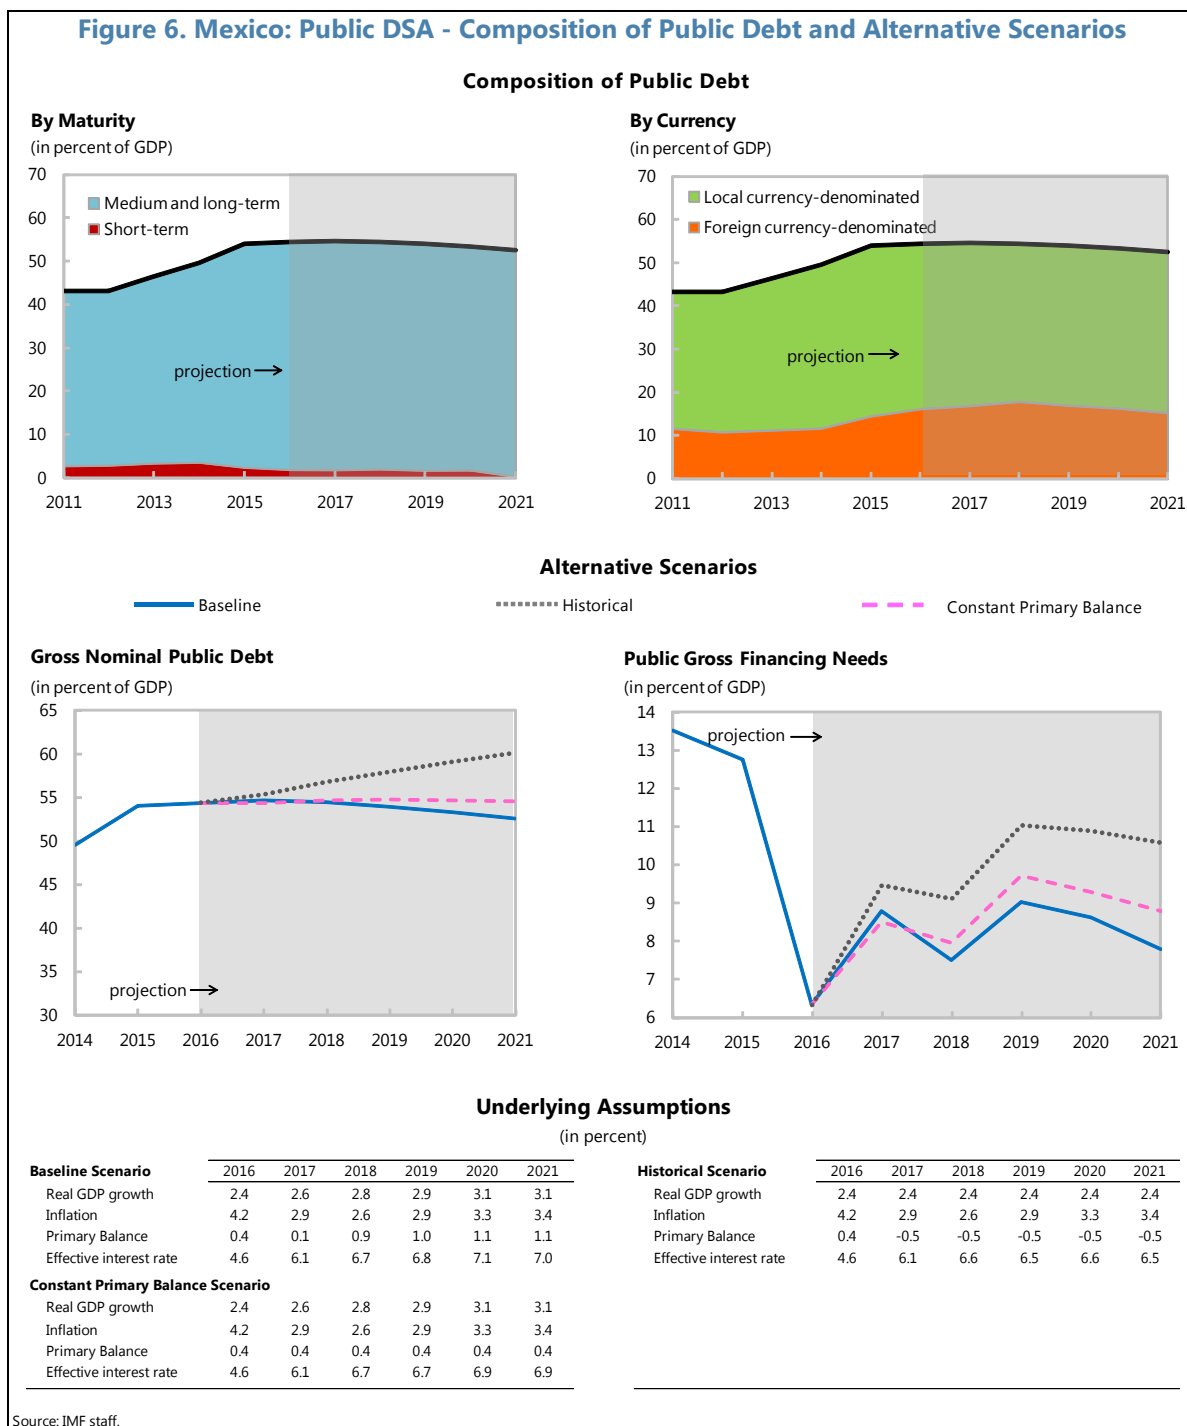 Figure 6. Mexico: Public DSA - Composition of Public Debt and Alternative Scenarios
Composition of Public Debt
By Maturity
(in percent of GDP)
70
60
50
40
30
20
10
0
Medium and long-term
Short-term
projection
2011 2013 2015 2017 2019 2021
By Currency
(in percent of GDP)
70
60
50
40
30
20
10
0
Local currency-denominated
Foreign currency-denominated
projection
2011 2013 2015 2017 2019 2021
Alternative Scenarios
Baseline Historical Constant Primary Balance
Gross Nominal Public Debt
(in percent of GDP)
65
60
55
50
45
40
35
30
projection
2014 2015 2016 2017 2018 2019 2020 2021
Public Gross Financing Needs
(in percent of GDP)
14
13
12
11
10
9
8
7
6
projection
2014 2015 2016 2017 2018 2019 2020 2021
Underlying Assumptions
(in percent)
Baseline Scenario 2016 2017 2018 2019 2020 2021
Real GDP growth 2.4 2.6 2.8 2.9 3.1 3.1
Inflation 4.2 2.9 2.6 2.9 3.3 3.4
Primary Balance 0.4 0.1 0.9 1.0 1.1 1.1
Effective interest rate 4.6 6.1 6.7 6.8 7.1 7.0
Constant Primary Balance Scenario
Real GDP growth 2.4 2.6 2.8 2.9 3.1 3.1
Inflation 4.2 2.9 2.6 2.9 3.3 3.4
Primary Balance 0.4 0.4 0.4 0.4 0.4 0.4
Effective interest rate 4.6 6.1 6.7 6.7 6.9 6.9
Historical Scenario 2016 2017 2018 2019 2020 2021
Real GDP growth 2.4 2.4 2.4 2.4 2.4 2.4
Inflation 4.2 2.9 2.6 2.9 3.3 3.4
Primary Balance 0.4 -0.5 -0.5 -0.5 -0.5 -0.5
Effective interest rate 4.6 6.1 6.6 6.5 6.6 6.5
Source: IMF staff.